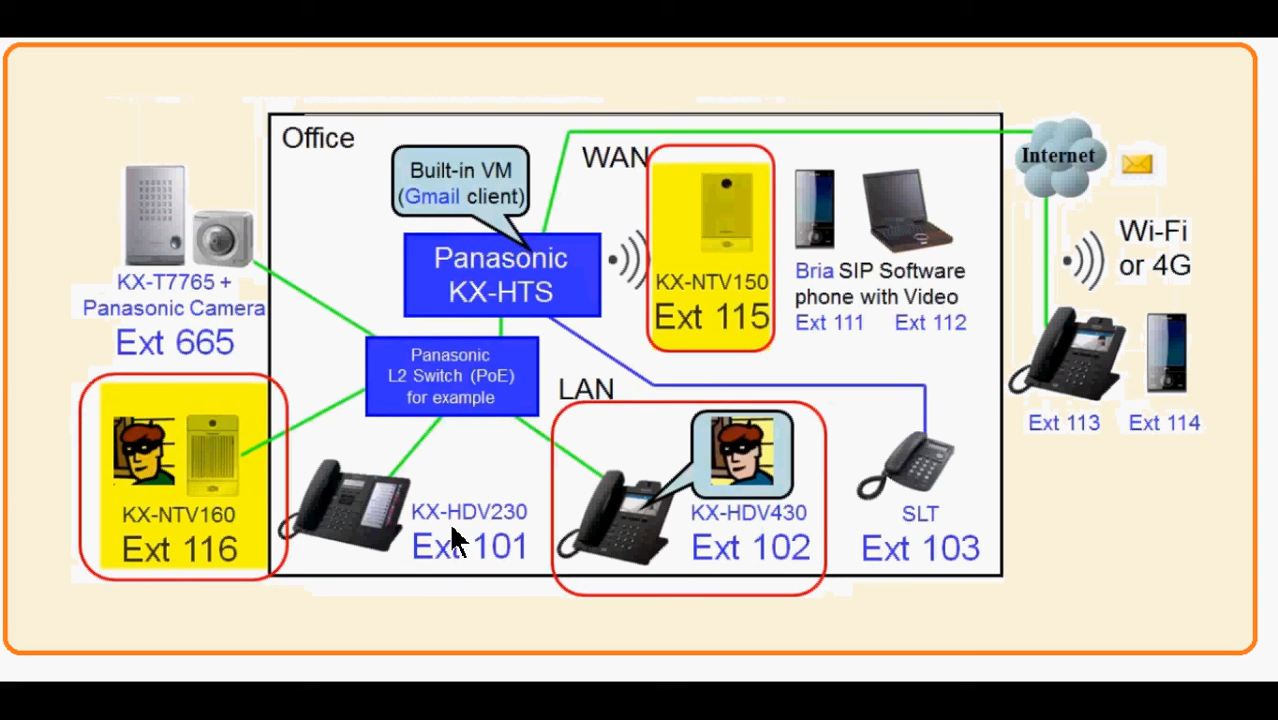 Office
Built-in VM
(Gmail client)
WAN
Internet
Wi-Fi
or 4G
Panasonic
KX-HTS
KX-NTV150
Ext 115
Bria SIP Software
phone with Video
Ext 111 Ext 112
KX-T7765 +
Panasonic Camera
Ext 665
Panasonic
L2 Switch (PoE)
for example
LAN
Ext 113 Ext 114
KX-NTV160
Ext 116
KX-HDV230
Ext 101
KX-HDV430
Ext 102
SLT
Ext 103